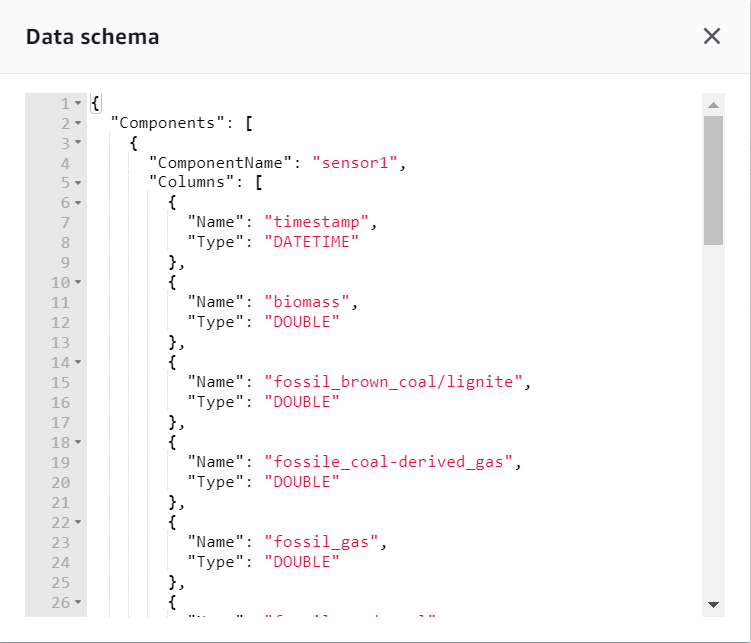 Data schema
1 {
2 "Components": [
3 {
4 "ComponentName": "sensor1",
5 "Columns": [
6 {
7 "Name": "timestamp",
8 "Type": "DATETIME"
9 },
10 {
11 "Name": "biomass",
12 "Type": "DOUBLE"
13 },
14 {
15 "Name": "fossil_brown_coal/lignite",
16 "Type": "DOUBLE"
17 },
18 {
19 "Name": "fossile_coal-derived_gas",
20 "Type": "DOUBLE"
21 },
22 {
23 "Name": "fossil_gas",
24 "Type": "DOUBLE"
25 },
26 {